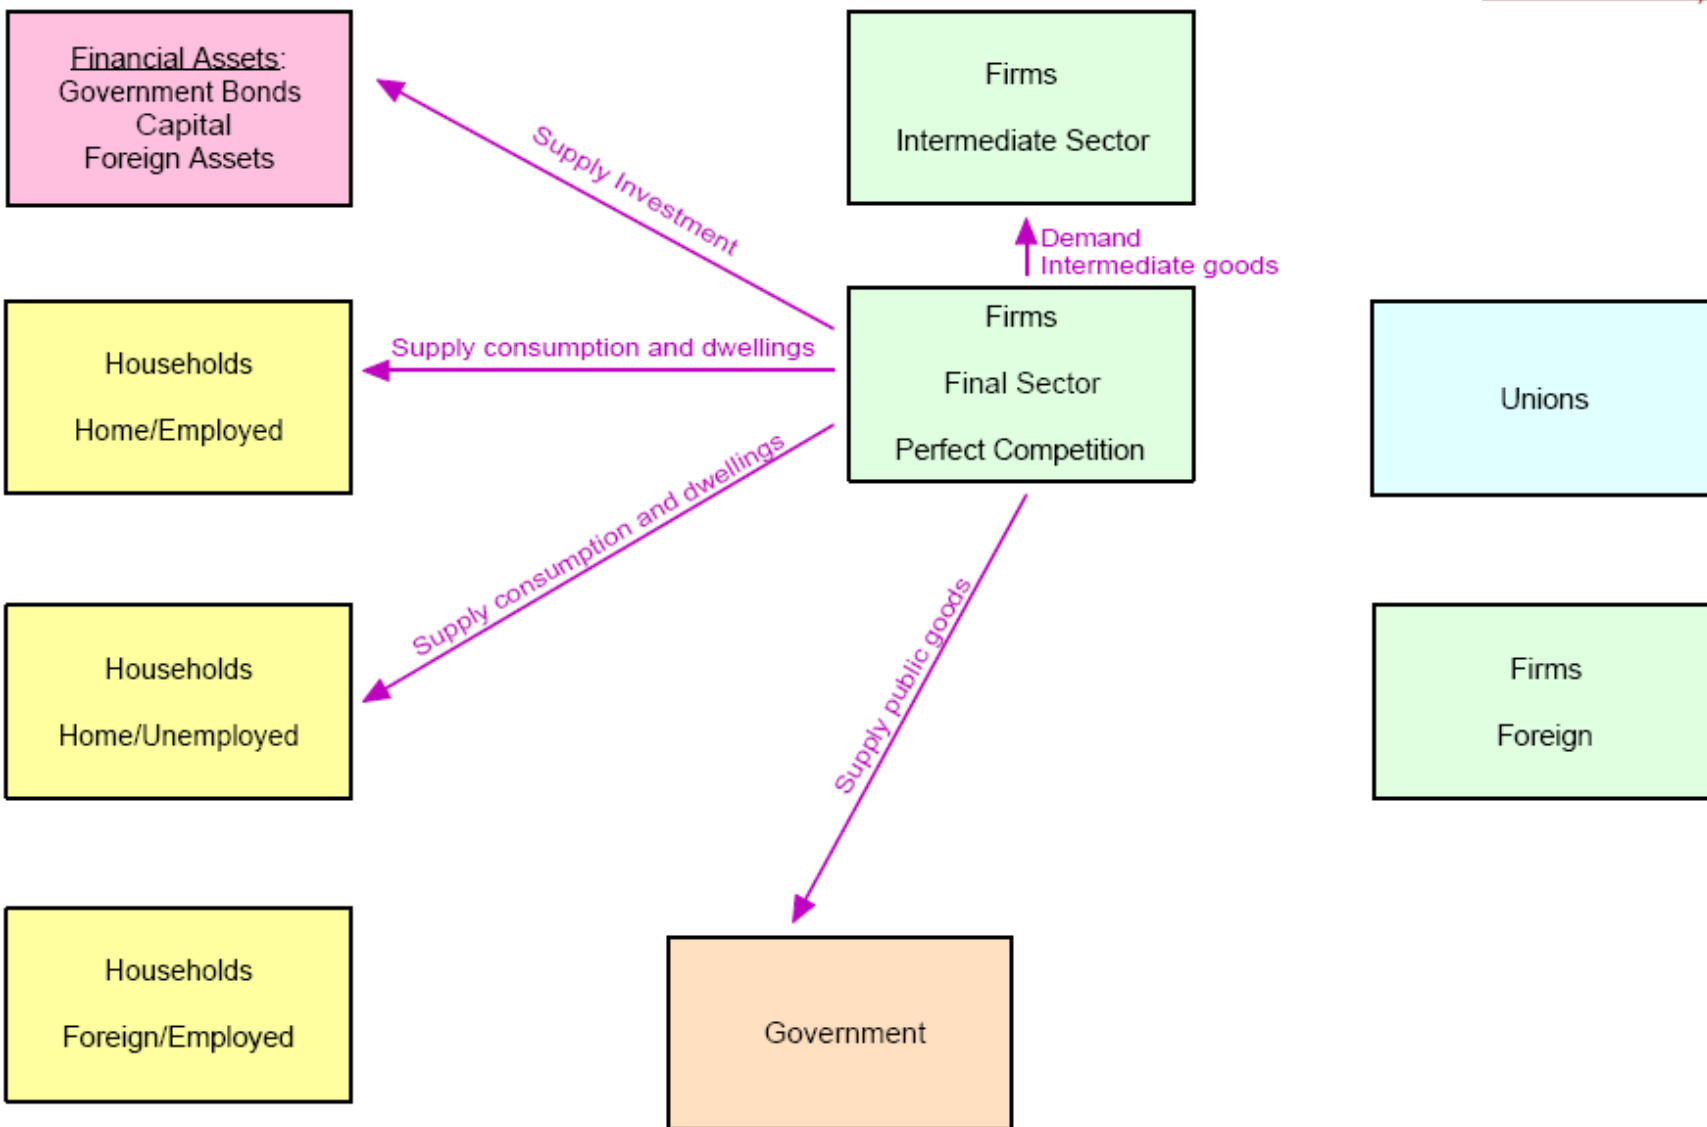 Financial Assets:
Government Bonds
Capital
Foreign Assets
Firms
Intermediate Sector
Supply Investment
Demand
Intermediate goods
Households
Home/Employed
Supply consumption and dwellings
Firms
Final Sector
Perfect Competition
Unions
Supply consumption and dwellings
Households
Home/Unemployed
Supply public goods
Firms
Foreign
Households
Foreign/Employed
Government